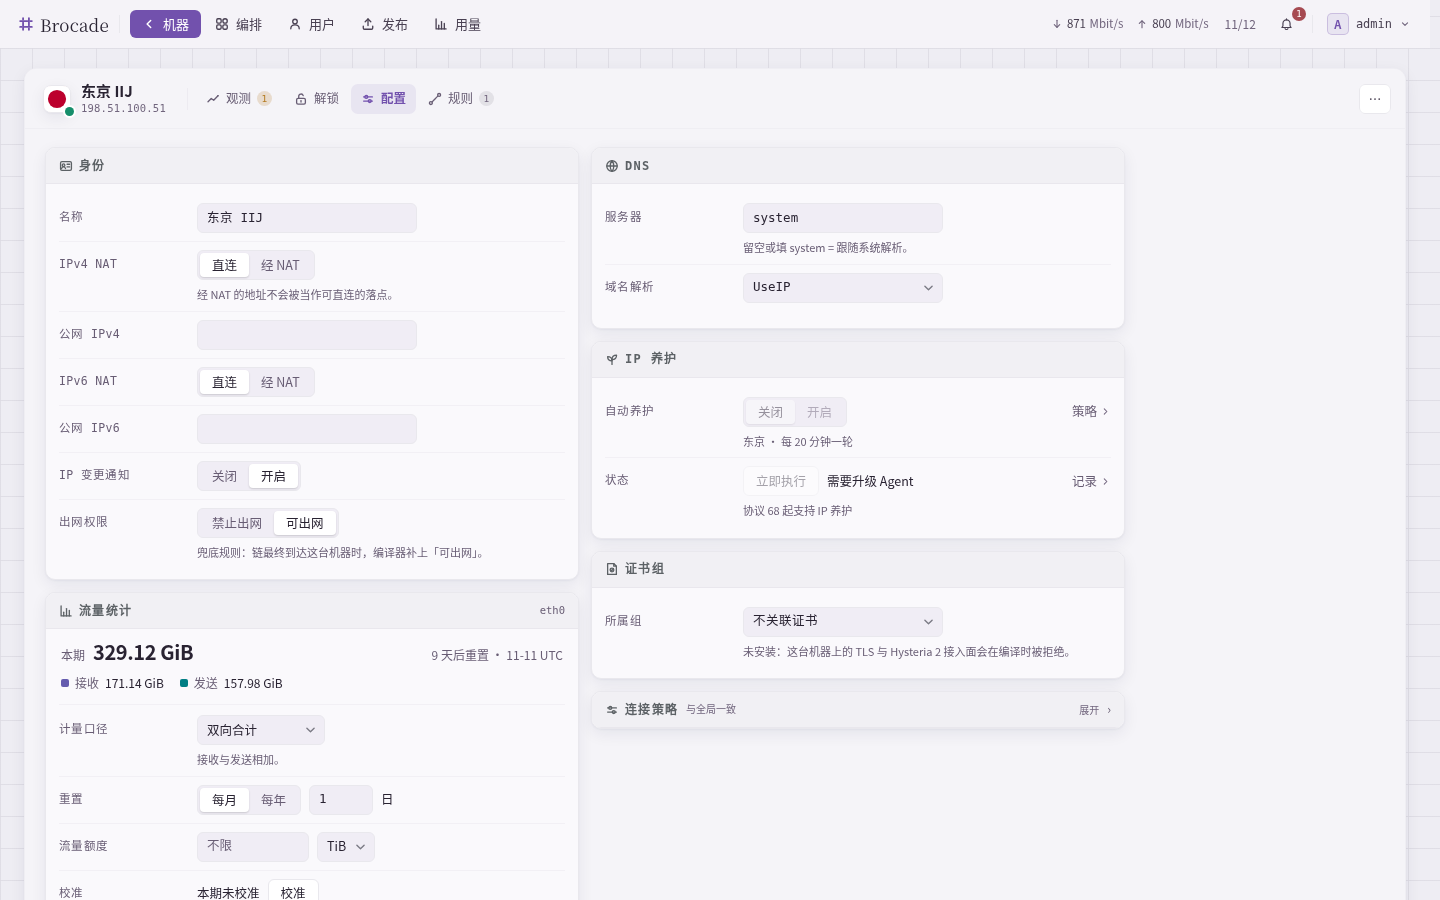 Brocade
机器
编排
用户
发布
用量
871 Mbit/s
800 Mbit/s
11/12
1
A
admin
东京 IIJ
198.51.100.51
观测 1
解锁
配置
规则 1
身份
名称
东京 IIJ
IPv4 NAT
直连
经 NAT
经 NAT 的地址不会被当作可直连的落点。
公网 IPv4
IPv6 NAT
直连
经 NAT
公网 IPv6
IP 变更通知
关闭
开启
出网权限
禁止出网
可出网
兜底规则：链最终到达这台机器时，编译器补上「可出网」。
流量统计
eth0
本期 329.12 GiB
9 天后重置 · 11-11 UTC
接收 171.14 GiB
发送 157.98 GiB
计量口径
双向合计
接收与发送相加。
重置
每月
每年
1
日
流量额度
不限
TiB
校准
本期未校准
校准
DNS
服务器
system
留空或填 system = 跟随系统解析。
域名解析
UseIP
IP 养护
自动养护
关闭
开启
策略
东京 · 每 20 分钟一轮
状态
立即执行
需要升级 Agent
记录
协议 68 起支持 IP 养护
证书组
所属组
不关联证书
未安装：这台机器上的 TLS 与 Hysteria 2 接入面会在编译时被拒绝。
连接策略 与全局一致
展开